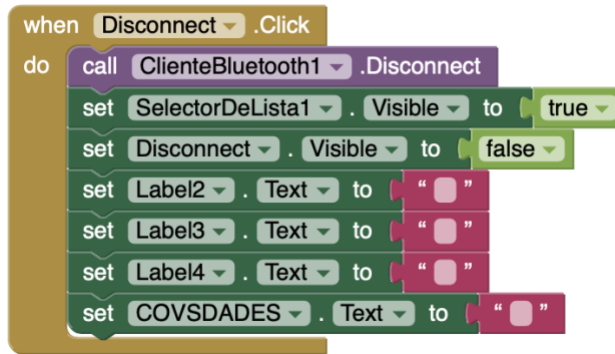 when Disconnect .Click
do call ClienteBluetooth1 .Disconnect
set SelectorDeLista1 . Visible to true
set Disconnect . Visible to false
set Label2 . Text to “ ”
set Label3 . Text to “ ”
set Label4 . Text to “ ”
set COVSDADES . Text to “ ”